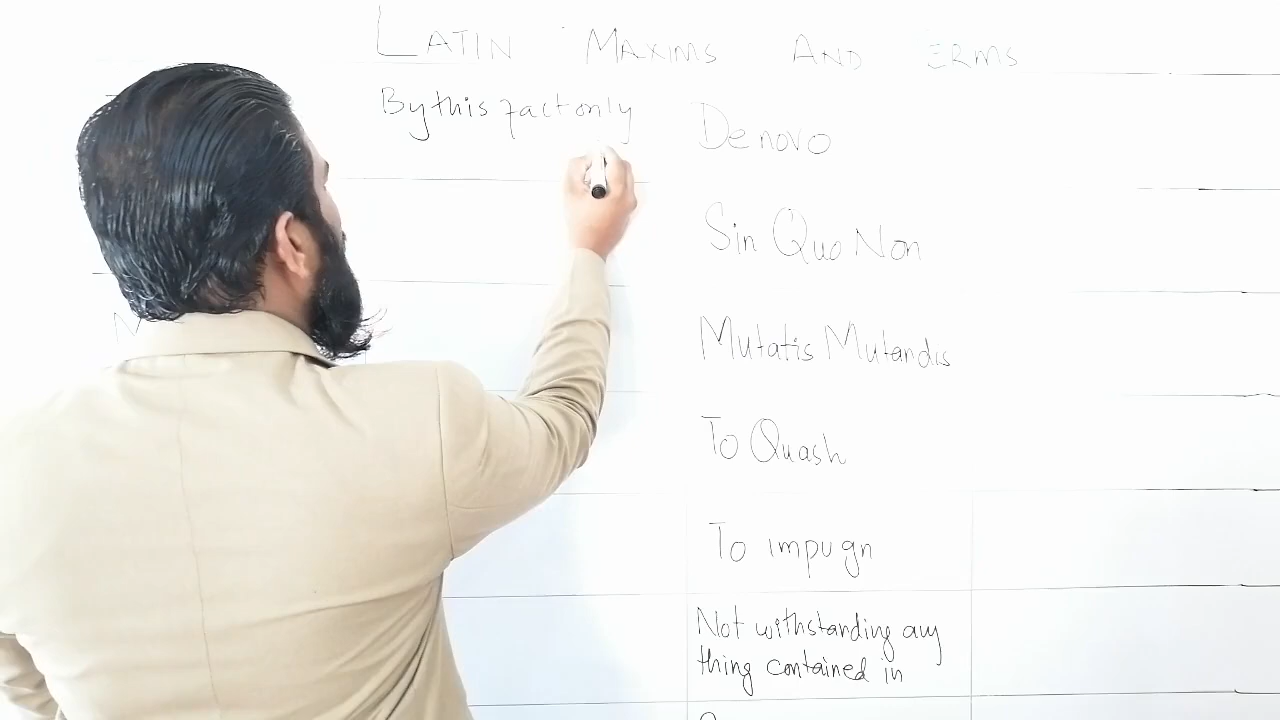 LATIN MAXIMS AND ERMS
By this fact only
De novo
Sin Quo Non
Mutatis Mutandis
To Quash
To impugn
Not withstanding any
thing contained in